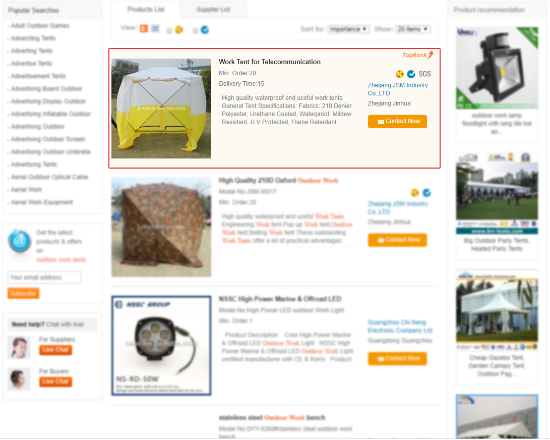 Popular Searches
Adult Outdoor Games
Advertising Tents
Adverting Tents
Advertise Tents
Advertisement Tents
Advertising Board Outdoor
Advertising Display Outdoor
Advertising Inflatable Outdoor
Advertising Outdoor
Advertising Outdoor Screen
Advertising Outdoor Umbrella
Advertising Tents
Aerial Outdoor Optical Cable
Aerial Work
Aerial Work Equipment
Get the latest
products & offers
on
outdoor work tents
Your email address
Subscribe
Need help? Chat with live!
For Suppliers
Live Chat
For Buyers
Live Chat
Products List
Supplier List
View:
Sort by: Importance
Show: 20 Items
TopRank
Work Tent for Telecommunication
Min. Order:20
Delivery Time:15
High quality waterproof and useful work tents
General Tent Specifications: Fabrics: 210 Denier
Polyester, Urethane Coated, Waterproof, Mildew
Resistant, U.V Protected, Flame Retardent
SGS
Zhejiang JSM Industry
Co.,LTD
Zhejiang Jinhua
Contact Now
High Quality 210D Oxford Outdoor Work
Model No:JSM-W017
Min. Order:20
High quality waterproof and useful Work Tents
Engineering Work tent Pop up Work tent,Outdoor
Work tent,folding Work tent These outstanding
Work Tents offer a lot of practical advantages
Zhejiang JSM Industry
Co.,LTD
Zhejiang Jinhua
Contact Now
NSSC GROUP
NS-RD-50W
NSSC High Power Marine & Offroad LED
Model No:High Power LED outdoor Work Light
Min. Order:1
Product Description Cree High Power Marine
& Offroad LED Outdoor Work Light NSSC High
Power Marine & Offroad LED Outdoor Work Light
certified manufacturer with CE & RoHs Product
Guangzhou Chi Neng
Electronic Company Ltd.
Guangdong Guangzhou
Contact Now
stainless steel Outdoor Work bench
outdoor work
Product recommendation
outdoor work lamp
floodlight with long life hot
an...
Big Outdoor Party Tents,
Heated Party Tents
Cheap Gazebo Tent,
Garden Canopy Tent,
Outdoor Pag...